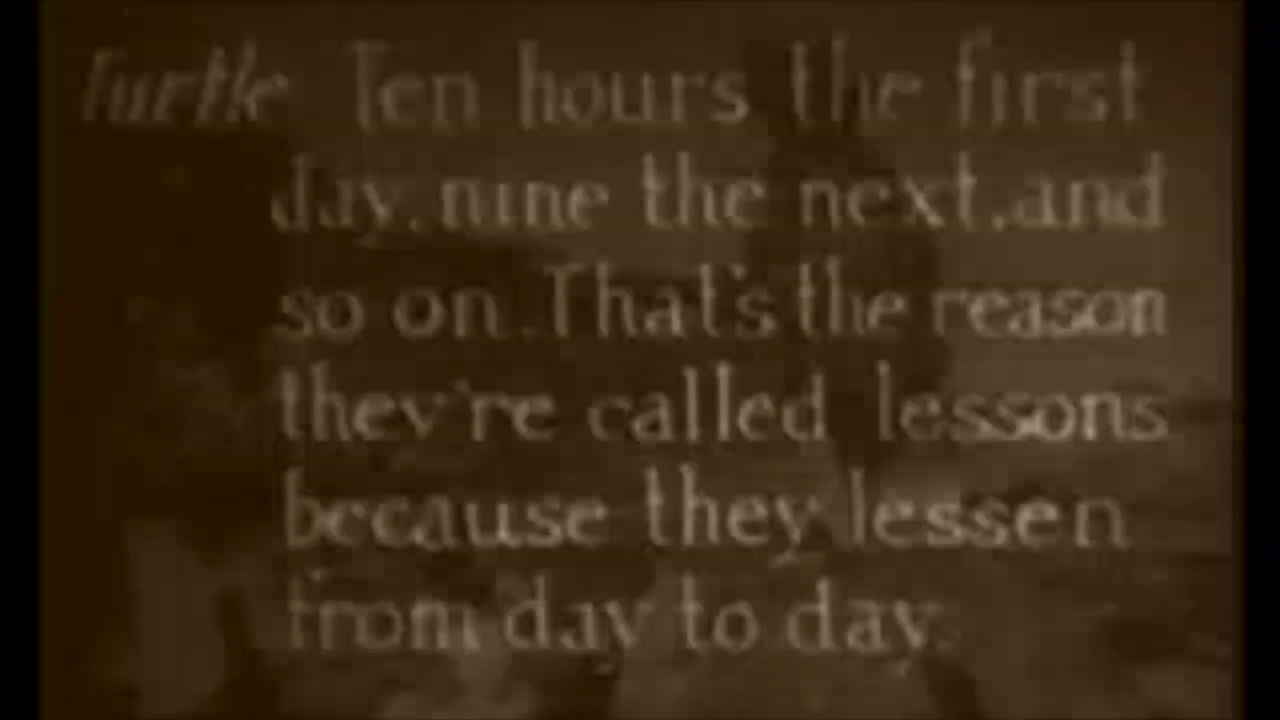 Turtle Ten hours the first
day, nine the next, and
so on. That's the reason
they're called lessons
because they lessen
from day to day.